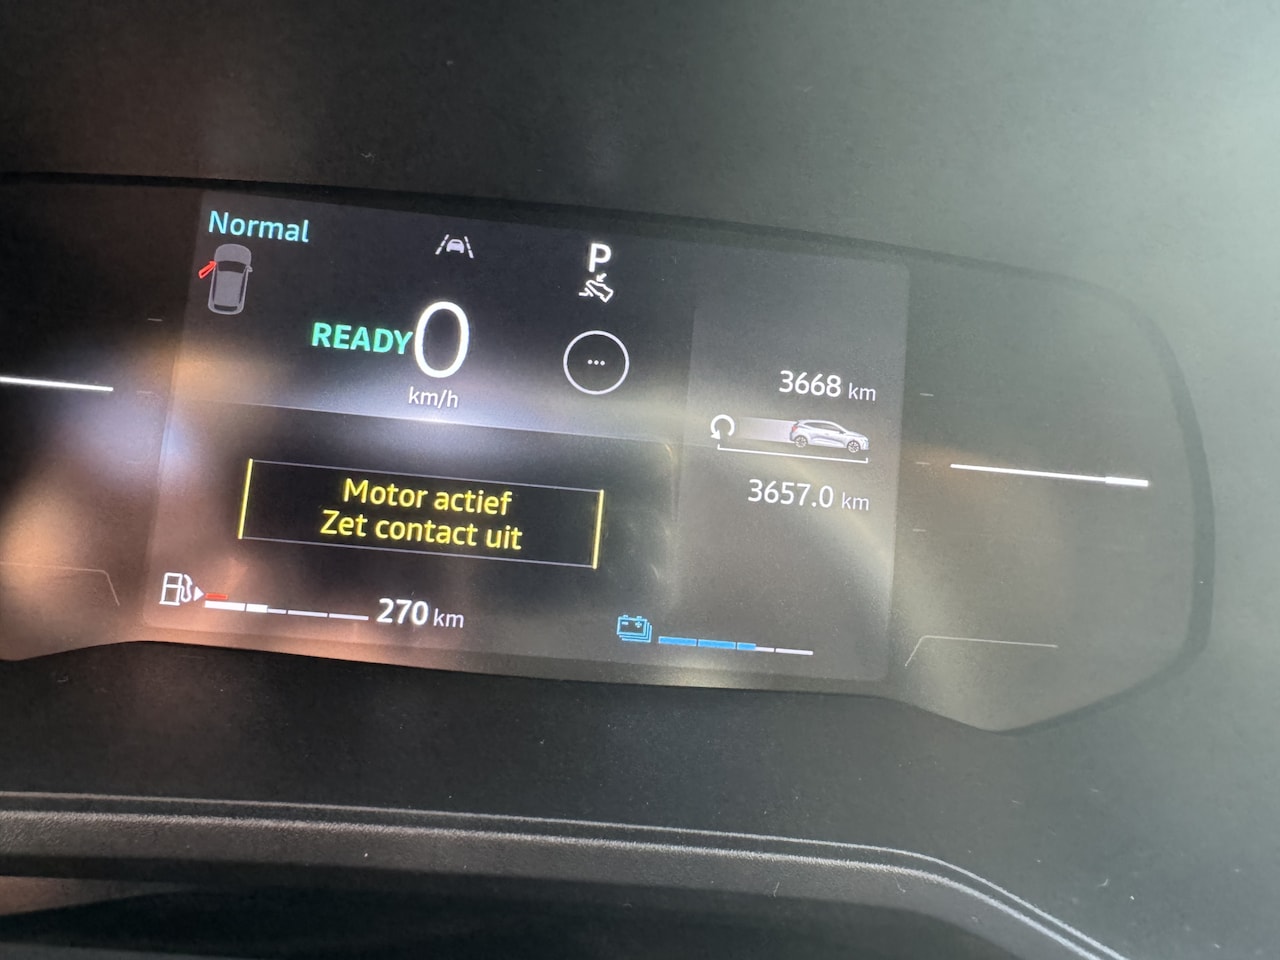 Normal
P
READY 0
km/h
3668 km
3657.0 km
Motor actief
Zet contact uit
270 km